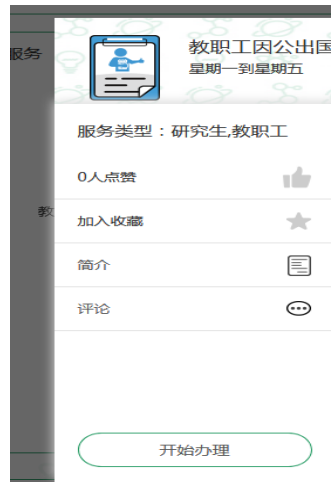 教职工因公出国
服务
星期一到星期五
服务类型：研究生,教职工
0人点赞
教
加入收藏
简介
评论
开始办理